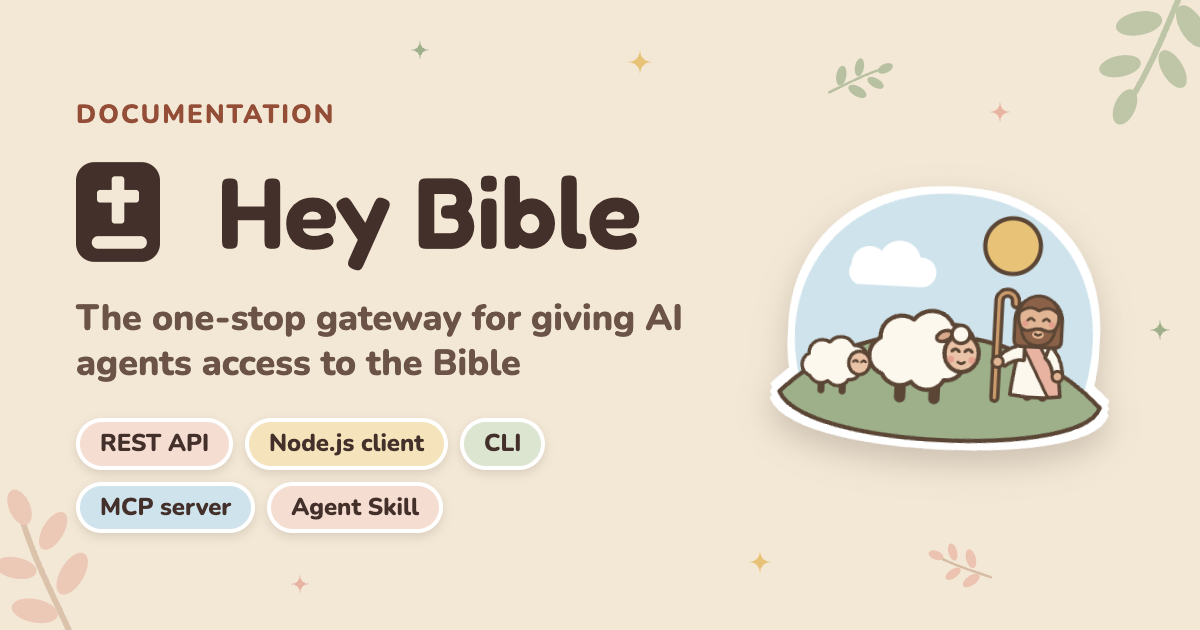 DOCUMENTATION
Hey Bible
The one-stop gateway for giving AI
agents access to the Bible
REST API
Node.js client
CLI
MCP server
Agent Skill